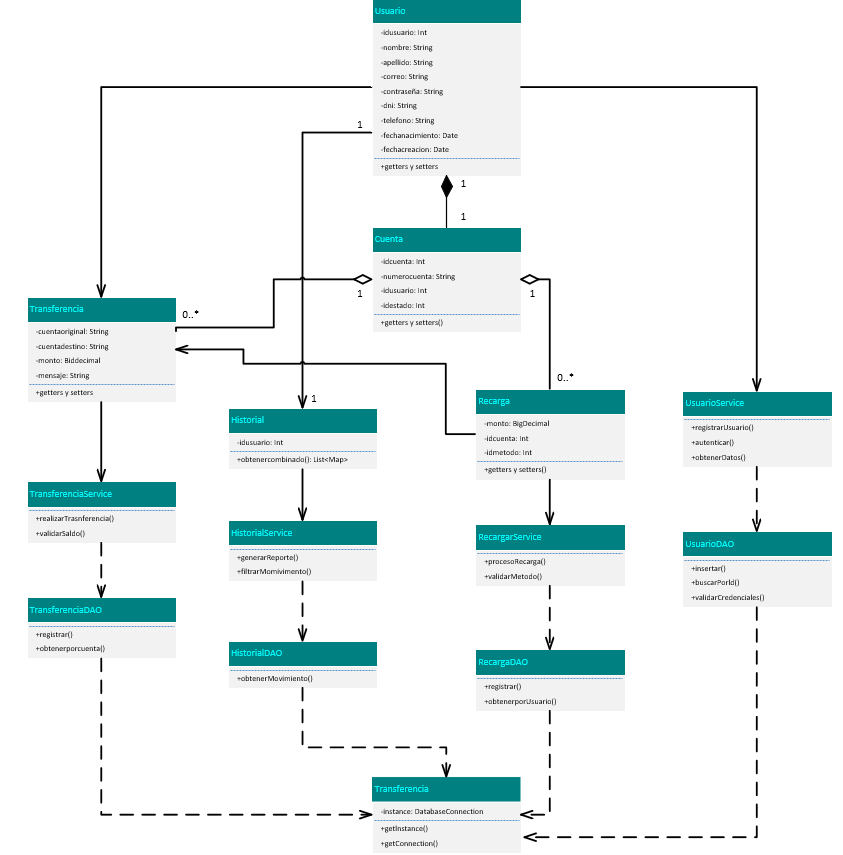 Usuario
-idusuario: Int
-nombre: String
-apellido: String
-correo: String
-contraseña: String
-dni: String
-telefono: String
-fechanacimiento: Date
-fechacreacion: Date
+getters y setters
1
1
1
Cuenta
-idcuenta: Int
-numerocuenta: String
-idusuario: Int
-idestado: Int
+getters y setters()
1
1
0..*
0..*
Transferencia
-cuentaoriginal: String
-cuentadestino: String
-monto: Biddecimal
-mensaje: String
+getters y setters
1
Historial
-idusuario: Int
+obtenercombinado(): List<Map>
Recarga
-monto: BigDecimal
-idcuenta: Int
-idmetodo: Int
+getters y setters()
UsuarioService
+registrarUsuario()
+autenticar()
+obtenerDatos()
TransferenciaService
+realizarTrasnferencia()
+validarSaldo()
HistorialService
+generarReporte()
+filtrarMomivimento()
RecargarService
+procesoRecarga()
+validarMetodo()
UsuarioDAO
+insertar()
+buscarPorId()
+validarCredenciales()
TransferenciaDAO
+registrar()
+obtenerporcuenta()
HistorialDAO
+obtenerMovimiento()
RecargaDAO
+registrar()
+obtenerporUsuario()
Transferencia
-instance: DatabaseConnection
+getInstance()
+getConnection()